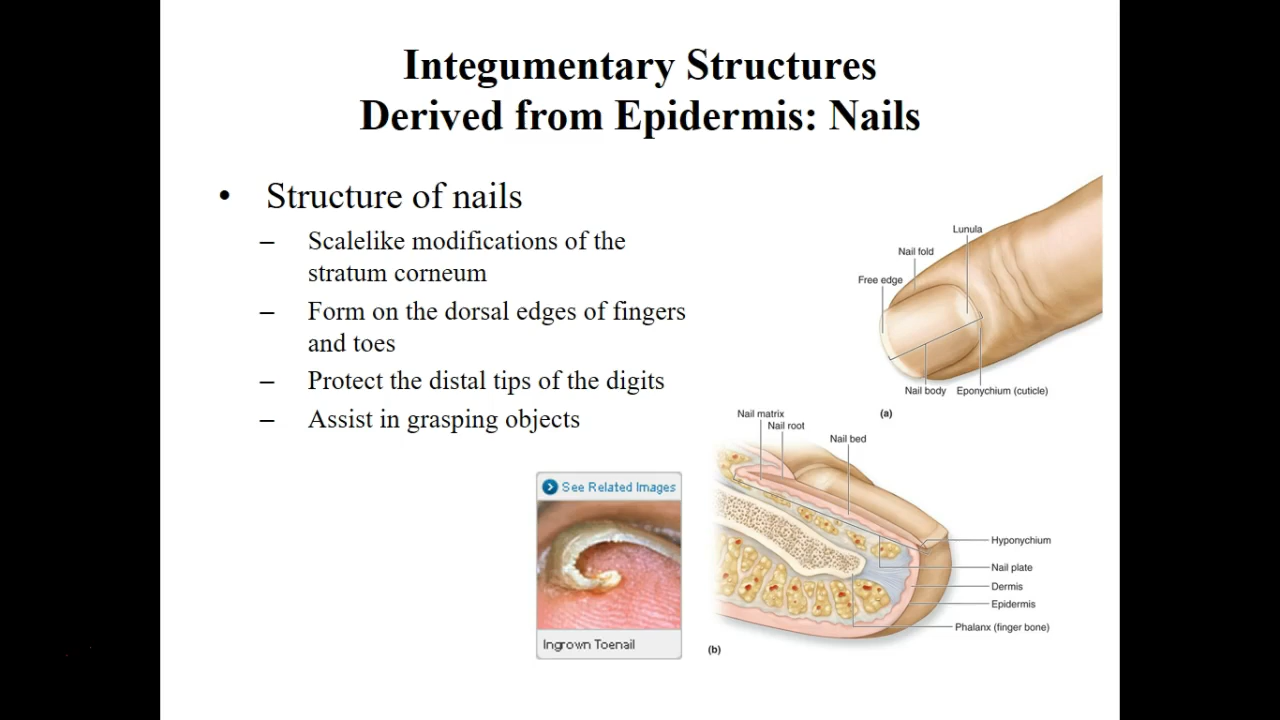 Integumentary Structures
Derived from Epidermis: Nails
• Structure of nails
– Scalelike modifications of the
stratum corneum
– Form on the dorsal edges of fingers
and toes
– Protect the distal tips of the digits
– Assist in grasping objects
Lunula
Nail fold
Free edge
Nail body
Eponychium (cuticle)
(a)
Nail matrix
Nail root
Nail bed
Hyponychium
Nail plate
Dermis
Epidermis
Phalanx (finger bone)
(b)
See Related Images
Ingrown Toenail